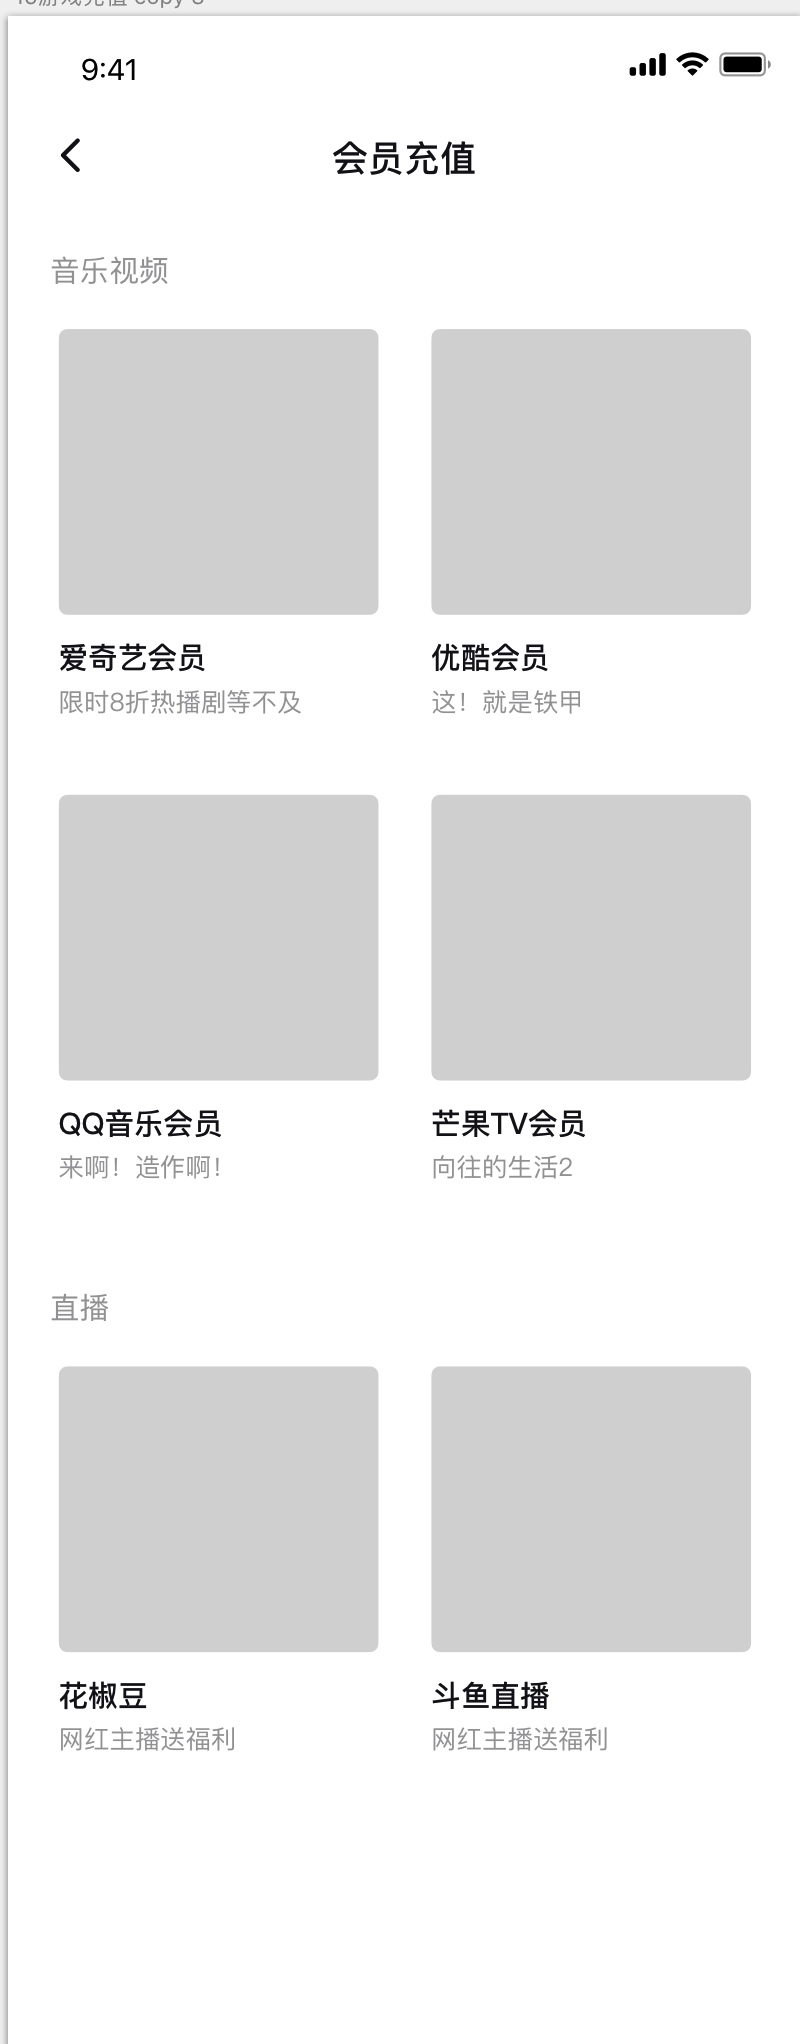 9:41
会员充值
音乐视频
爱奇艺会员
优酷会员
限时8折热播剧等不及
这！就是铁甲
QQ音乐会员
芒果TV会员
来啊！造作啊！
向往的生活2
直播
花椒豆
斗鱼直播
网红主播送福利
网红主播送福利